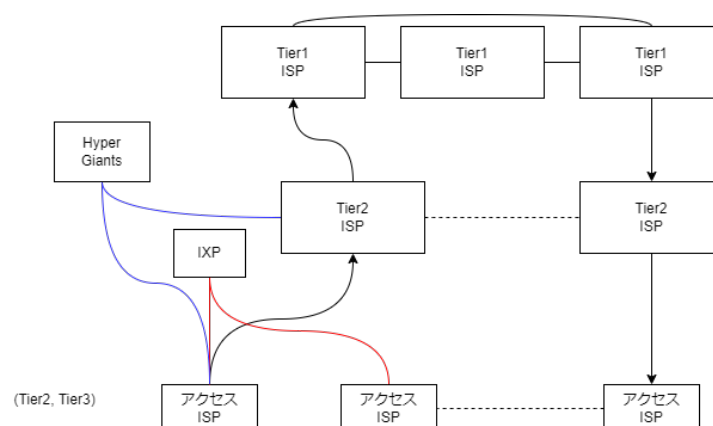 Tier1
ISP
Tier1
ISP
Tier1
ISP
Hyper
Giants
Tier2
ISP
Tier2
ISP
IXP
(Tier2, Tier3)
アクセス
ISP
アクセス
ISP
アクセス
ISP